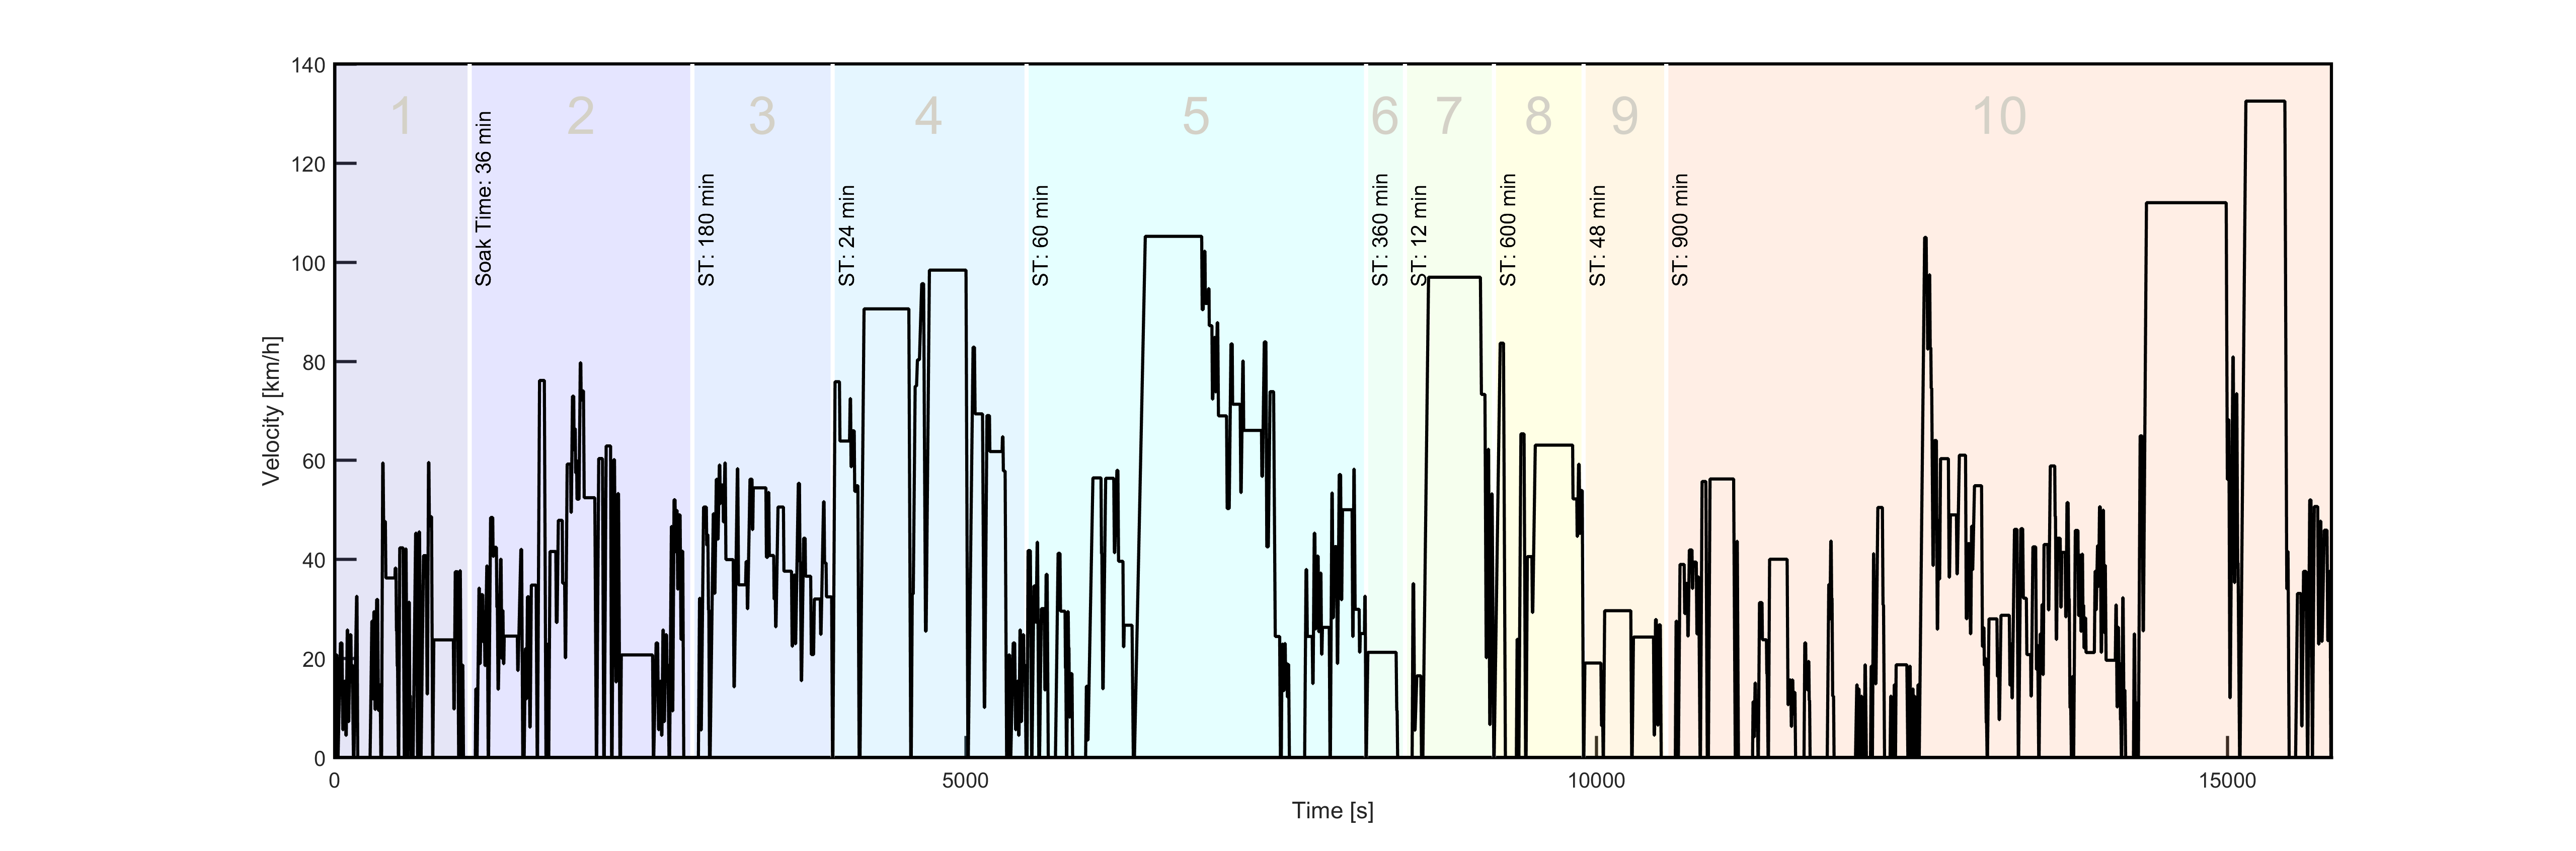 140
120
100
80
60
40
20
0
Velocity [km/h]
1
2
3
4
5
6
7
8
9
10
Soak Time: 36 min
ST: 180 min
ST: 24 min
ST: 60 min
ST: 360 min
ST: 12 min
ST: 600 min
ST: 48 min
ST: 900 min
0
5000
10000
15000
Time [s]